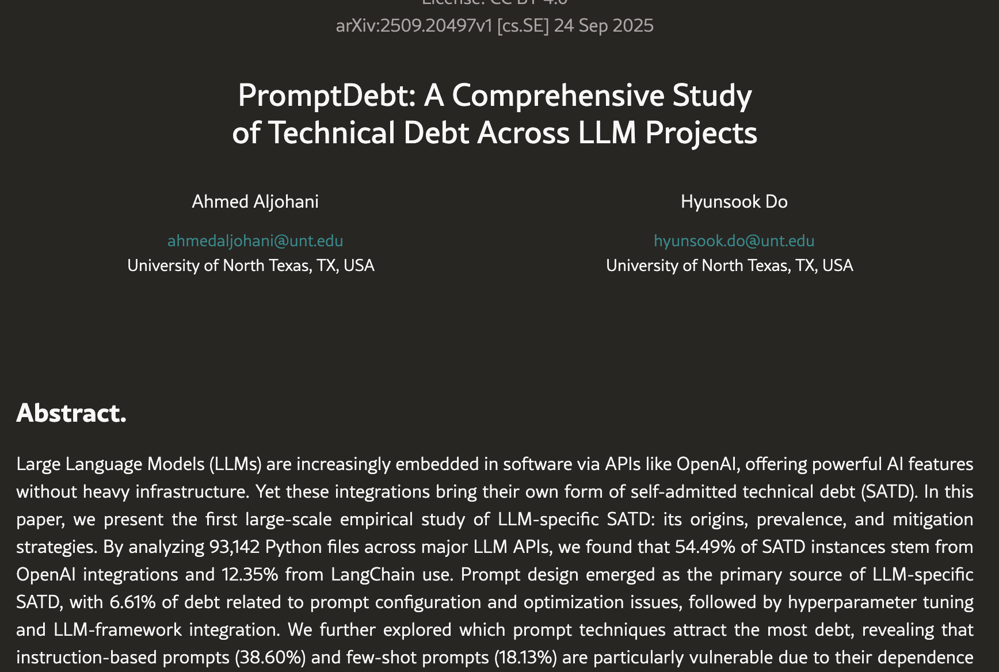 License: CC BY 4.0
arXiv:2509.20497v1 [cs.SE] 24 Sep 2025
PromptDebt: A Comprehensive Study
of Technical Debt Across LLM Projects
Ahmed Aljohani
ahmedaljohani@unt.edu
University of North Texas, TX, USA
Hyunsook Do
hyunsook.do@unt.edu
University of North Texas, TX, USA
Abstract.
Large Language Models (LLMs) are increasingly embedded in software via APIs like OpenAI, offering powerful AI features
without heavy infrastructure. Yet these integrations bring their own form of self-admitted technical debt (SATD). In this
paper, we present the first large-scale empirical study of LLM-specific SATD: its origins, prevalence, and mitigation
strategies. By analyzing 93,142 Python files across major LLM APIs, we found that 54.49% of SATD instances stem from
OpenAI integrations and 12.35% from LangChain use. Prompt design emerged as the primary source of LLM-specific
SATD, with 6.61% of debt related to prompt configuration and optimization issues, followed by hyperparameter tuning
and LLM-framework integration. We further explored which prompt techniques attract the most debt, revealing that
instruction-based prompts (38.60%) and few-shot prompts (18.13%) are particularly vulnerable due to their dependence